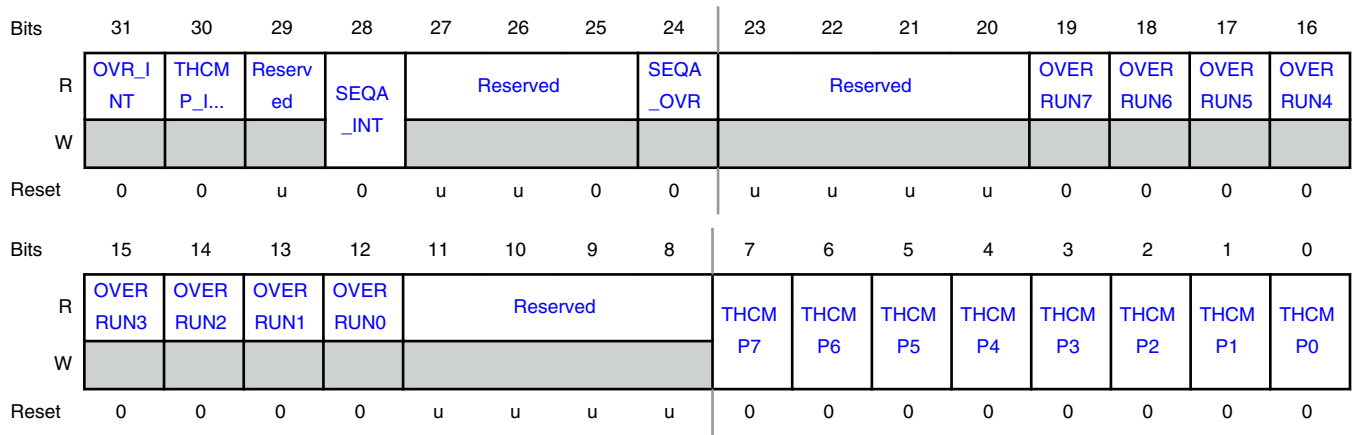 Bits 31 30 29 28 27 26 25 24 23 22 21 20 19 18 17 16
R OVR_I NT THCM P_I... Reserv ed SEQA _INT Reserved SEQA _OVR Reserved OVER RUN7 OVER RUN6 OVER RUN5 OVER RUN4
W
Reset 0 0 u 0 u u 0 0 u u u u 0 0 0 0
Bits 15 14 13 12 11 10 9 8 7 6 5 4 3 2 1 0
R OVER RUN3 OVER RUN2 OVER RUN1 OVER RUN0 Reserved THCM P7 THCM P6 THCM P5 THCM P4 THCM P3 THCM P2 THCM P1 THCM P0
W
Reset 0 0 0 0 u u u u 0 0 0 0 0 0 0 0